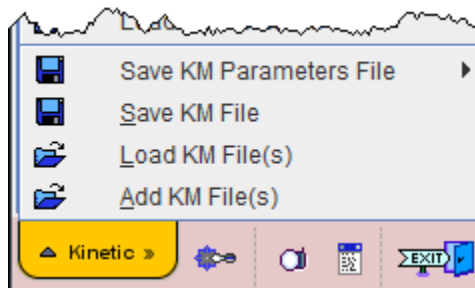 Save KM Parameters File
Save KM File
Load KM File(s)
Add KM File(s)
Kinetic »
EXIT